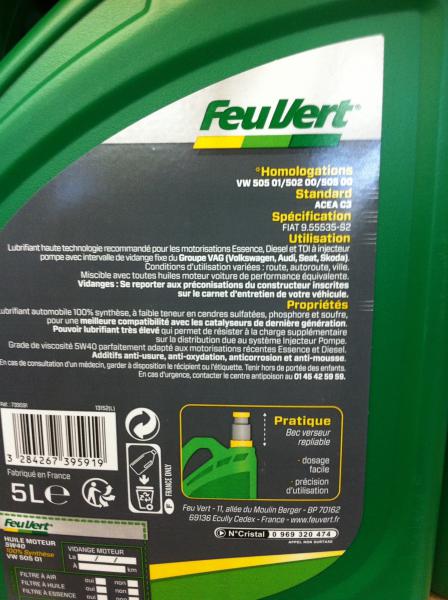 FeuVert®
°Homologations
VW 505 01/502 00/505 00
Standard
ACEA C3
Spécification
FIAT 9.55535-S2
Utilisation
Lubrifiant haute technologie recommandé pour les motorisations Essence, Diesel et TDI à injecteur
pompe avec intervalle de vidange fixe du Groupe VAG (Volkswagen, Audi, Seat, Skoda).
Conditions d'utilisation variées : route, autoroute, ville.
Miscible avec toutes huiles moteur voiture de performance équivalente.
Vidanges : Se reporter aux préconisations du constructeur inscrites
sur le carnet d'entretien de votre véhicule.
Propriétés
Lubrifiant automobile 100% synthèse, à faible teneur en cendres sulfatées, phosphore et soufre,
pour une meilleure compatibilité avec les catalyseurs de dernière génération.
Pouvoir lubrifiant très élevé qui permet de résister à la charge supplémentaire
sur la distribution due au système Injecteur Pompe.
Grade de viscosité 5W40 parfaitement adapté aux motorisations récentes Essence et Diesel.
Additifs anti-usure, anti-oxydation, anticorrosion et anti-mousse.
En cas de consultation d'un médecin, garder à disposition le récipient ou l'étiquette. Tenir hors de portée des enfants.
En cas d'urgence, contacter le centre antipoison au 01 45 42 59 59.
3 284267 395919
Fabriqué en France
5L e
FRANCE ONLY
Pratique
Bec verseur
repliable
- dosage
facile
- précision
d'utilisation
Feu Vert - 11, allée du Moulin Berger - BP 70162
69136 Ecully Cedex - France - www.feuvert.fr
N°Cristal 0 969 320 474
APPEL NON SURTAXE
FeuVert
HUILE MOTEUR
5W40
100% Synthèse
VW 505 01
VIDANGE MOTEUR
Le / /
À km
FILTRE À AIR oui non
FILTRE À HUILE oui non
FILTRE À ESSENCE oui non